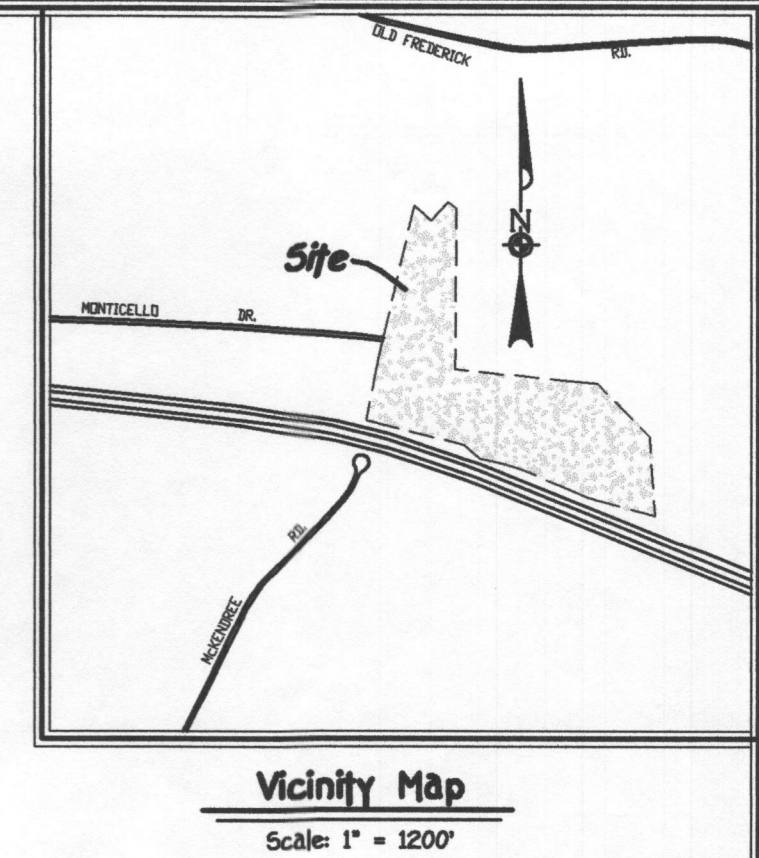 OLD FREDERICK RD.
N
Site
MONTICELLO DR.
McKENDREE RD.
Vicinity Map
Scale: 1" = 1200'